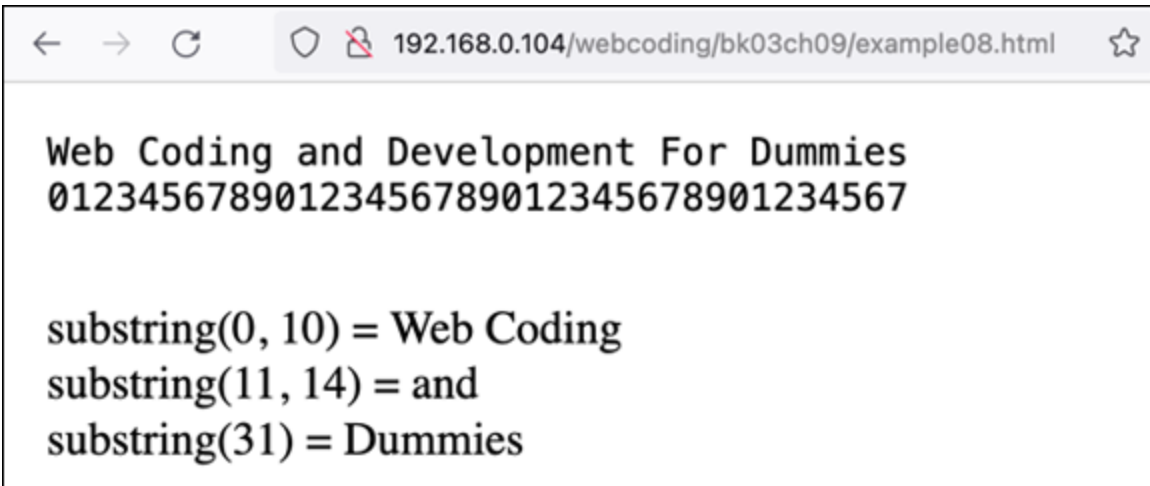 192.168.0.104/webcoding/bk03ch09/example08.html
Web Coding and Development For Dummies
01234567890123456789012345678901234567
substring(0, 10) = Web Coding
substring(11, 14) = and
substring(31) = Dummies